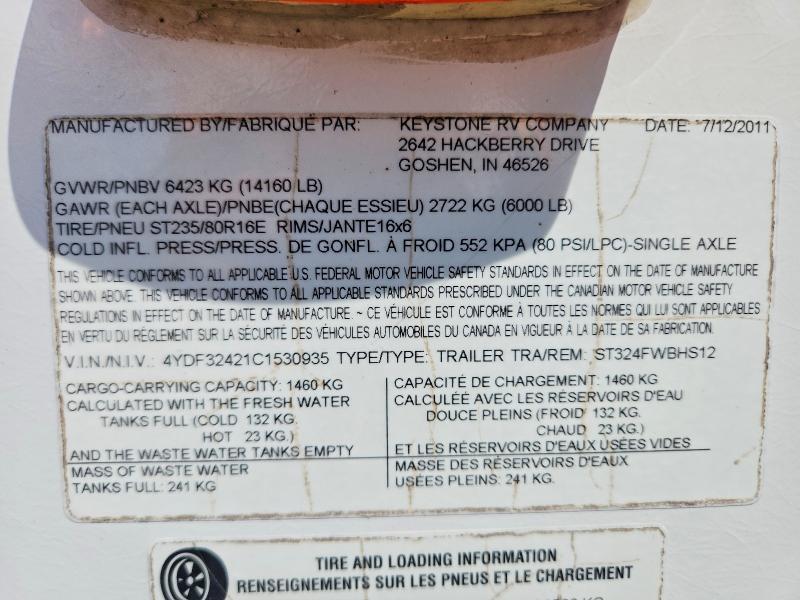 MANUFACTURED BY/FABRIQUE PAR: KEYSTONE RV COMPANY DATE: 7/12/2011
2642 HACKBERRY DRIVE
GOSHEN, IN 46526
GVWR/PNBV 6423 KG (14160 LB)
GAWR (EACH AXLE)/PNBE(CHAQUE ESSIEU) 2722 KG (6000 LB)
TIRE/PNEU ST235/80R16E RIMS/JANTE16x6
COLD INFL. PRESS/PRESS. DE GONFL. À FROID 552 KPA (80 PSI/LPC)-SINGLE AXLE
THIS VEHICLE CONFORMS TO ALL APPLICABLE U.S. FEDERAL MOTOR VEHICLE SAFETY STANDARDS IN EFFECT ON THE DATE OF MANUFACTURE
SHOWN ABOVE. THIS VEHICLE CONFORMS TO ALL APPLICABLE STANDARDS PRESCRIBED UNDER THE CANADIAN MOTOR VEHICLE SAFETY
REGULATIONS IN EFFECT ON THE DATE OF MANUFACTURE. ~ CE VÉHICULE EST CONFORME À TOUTES LES NORMES QUI LUI SONT APPLICABLES
EN VERTU DU RÈGLEMENT SUR LA SÉCURITÉ DES VÉHICULES AUTOMOBILES DU CANADA EN VIGUEUR À LA DATE DE SA FABRICATION.
V.I.N./N.I.V.: 4YDF32421C1530935 TYPE/TYPE: TRAILER TRA/REM: ST324FWBHS12
CARGO-CARRYING CAPACITY: 1460 KG
CALCULATED WITH THE FRESH WATER
TANKS FULL (COLD 132 KG.
HOT 23 KG.)
AND THE WASTE WATER TANKS EMPTY
MASS OF WASTE WATER
TANKS FULL: 241 KG
CAPACITÉ DE CHARGEMENT: 1460 KG
CALCULÉE AVEC LES RÉSERVOIRS D'EAU
DOUCE PLEINS (FROID 132 KG.
CHAUD 23 KG.)
ET LES RÉSERVOIRS D'EAUX USÉES VIDES
MASSE DES RÉSERVOIRS D'EAUX
USÉES PLEINS: 241 KG.
TIRE AND LOADING INFORMATION
RENSEIGNEMENTS SUR LES PNEUS ET LE CHARGEMENT